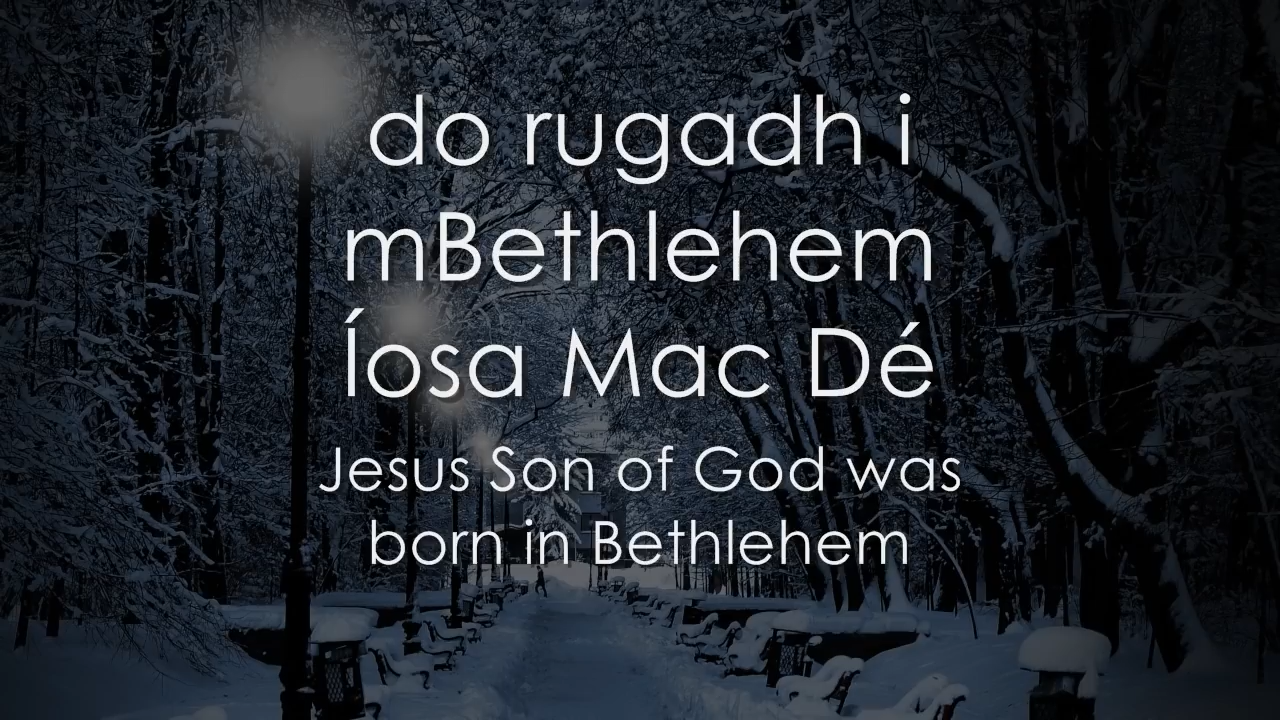 do rugadh i
mBethlehem
Íosa Mac Dé
Jesus Son of God was
born in Bethlehem